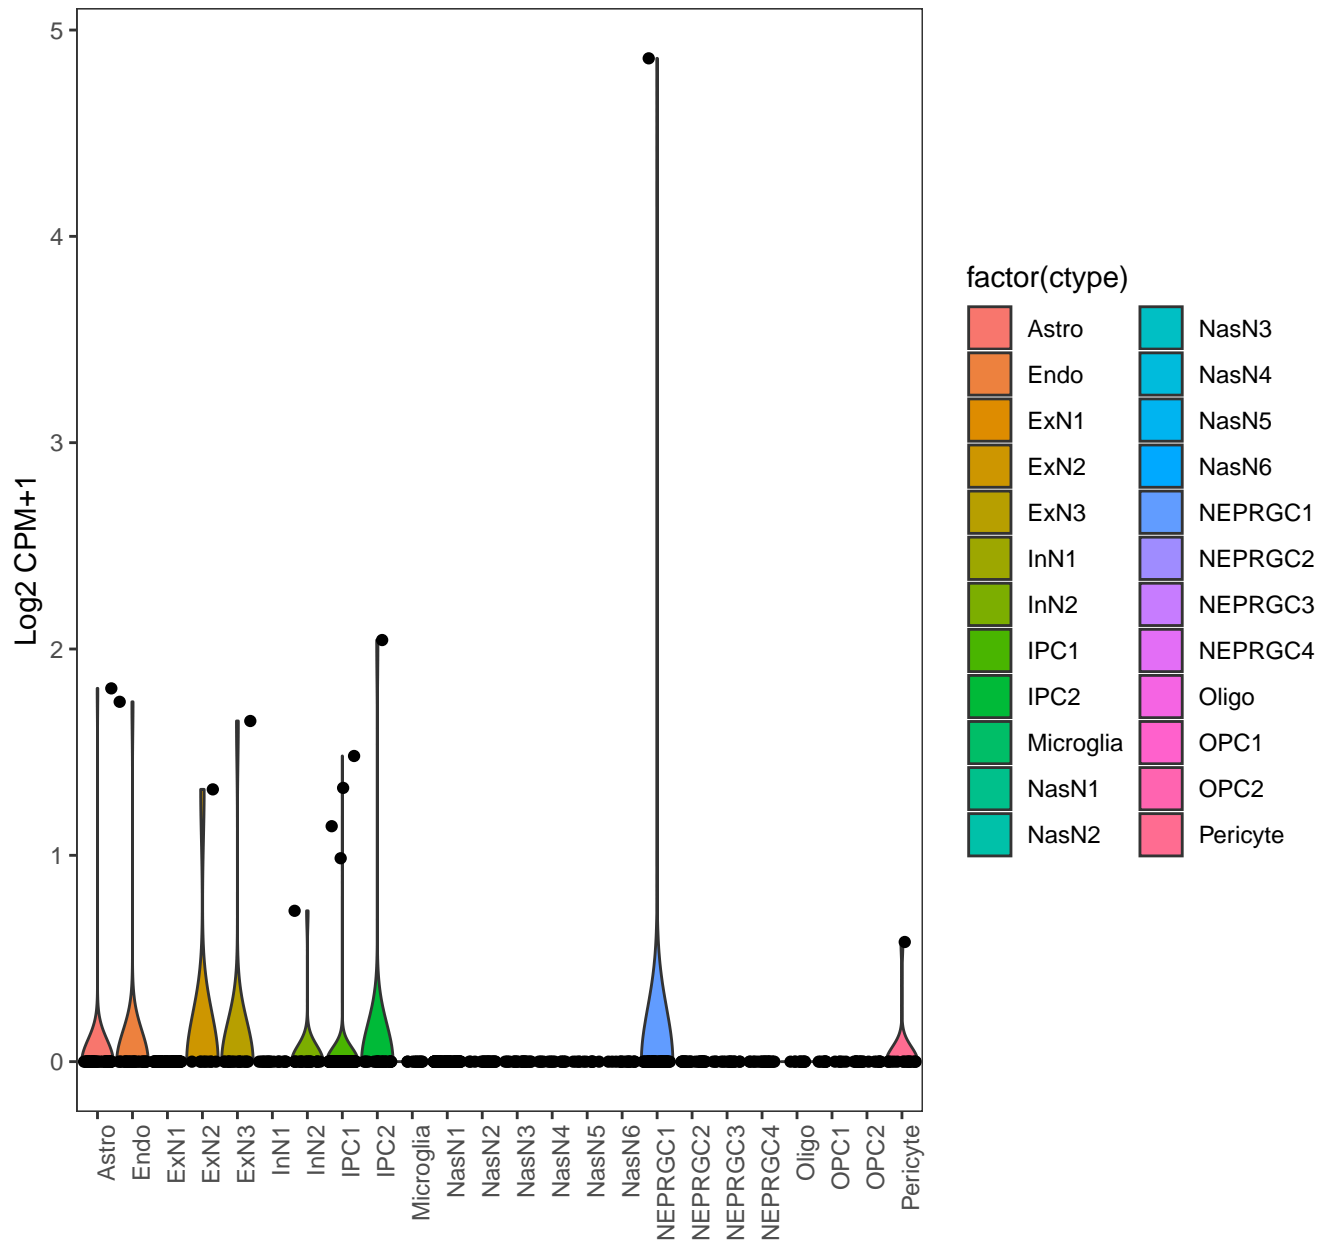 5
4
3
2
1
0
Log2 CPM+1
Astro
Endo
ExN1
ExN2
ExN3
InN1
InN2
IPC1
IPC2
Microglia
NasN1
NasN2
NasN3
NasN4
NasN5
NasN6
NEPRGC1
NEPRGC2
NEPRGC3
NEPRGC4
Oligo
OPC1
OPC2
Pericyte
factor(ctype)
Astro
Endo
ExN1
ExN2
ExN3
InN1
InN2
IPC1
IPC2
Microglia
NasN1
NasN2
NasN3
NasN4
NasN5
NasN6
NEPRGC1
NEPRGC2
NEPRGC3
NEPRGC4
Oligo
OPC1
OPC2
Pericyte